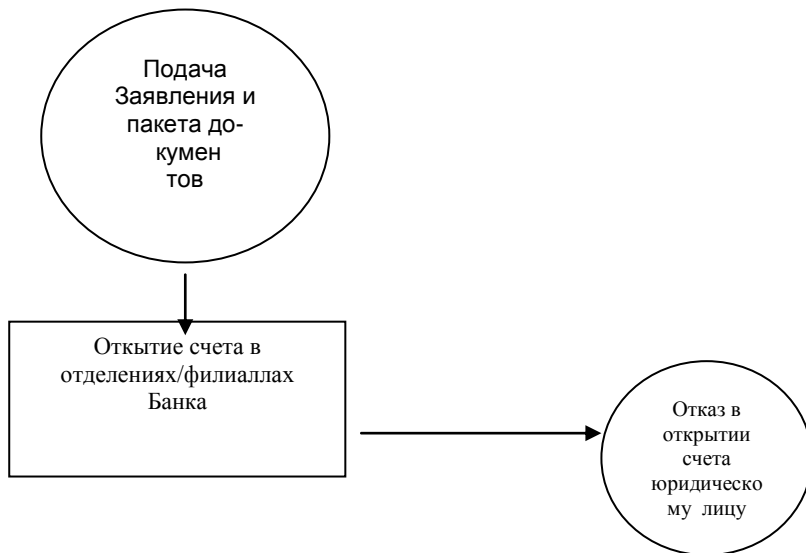 Подача
Заявления и
пакета до-
кумен
тов
Откытие счета в
отделениях/филиаллах
Банка
Отказ в
открытии
счета
юридическо
му лицу